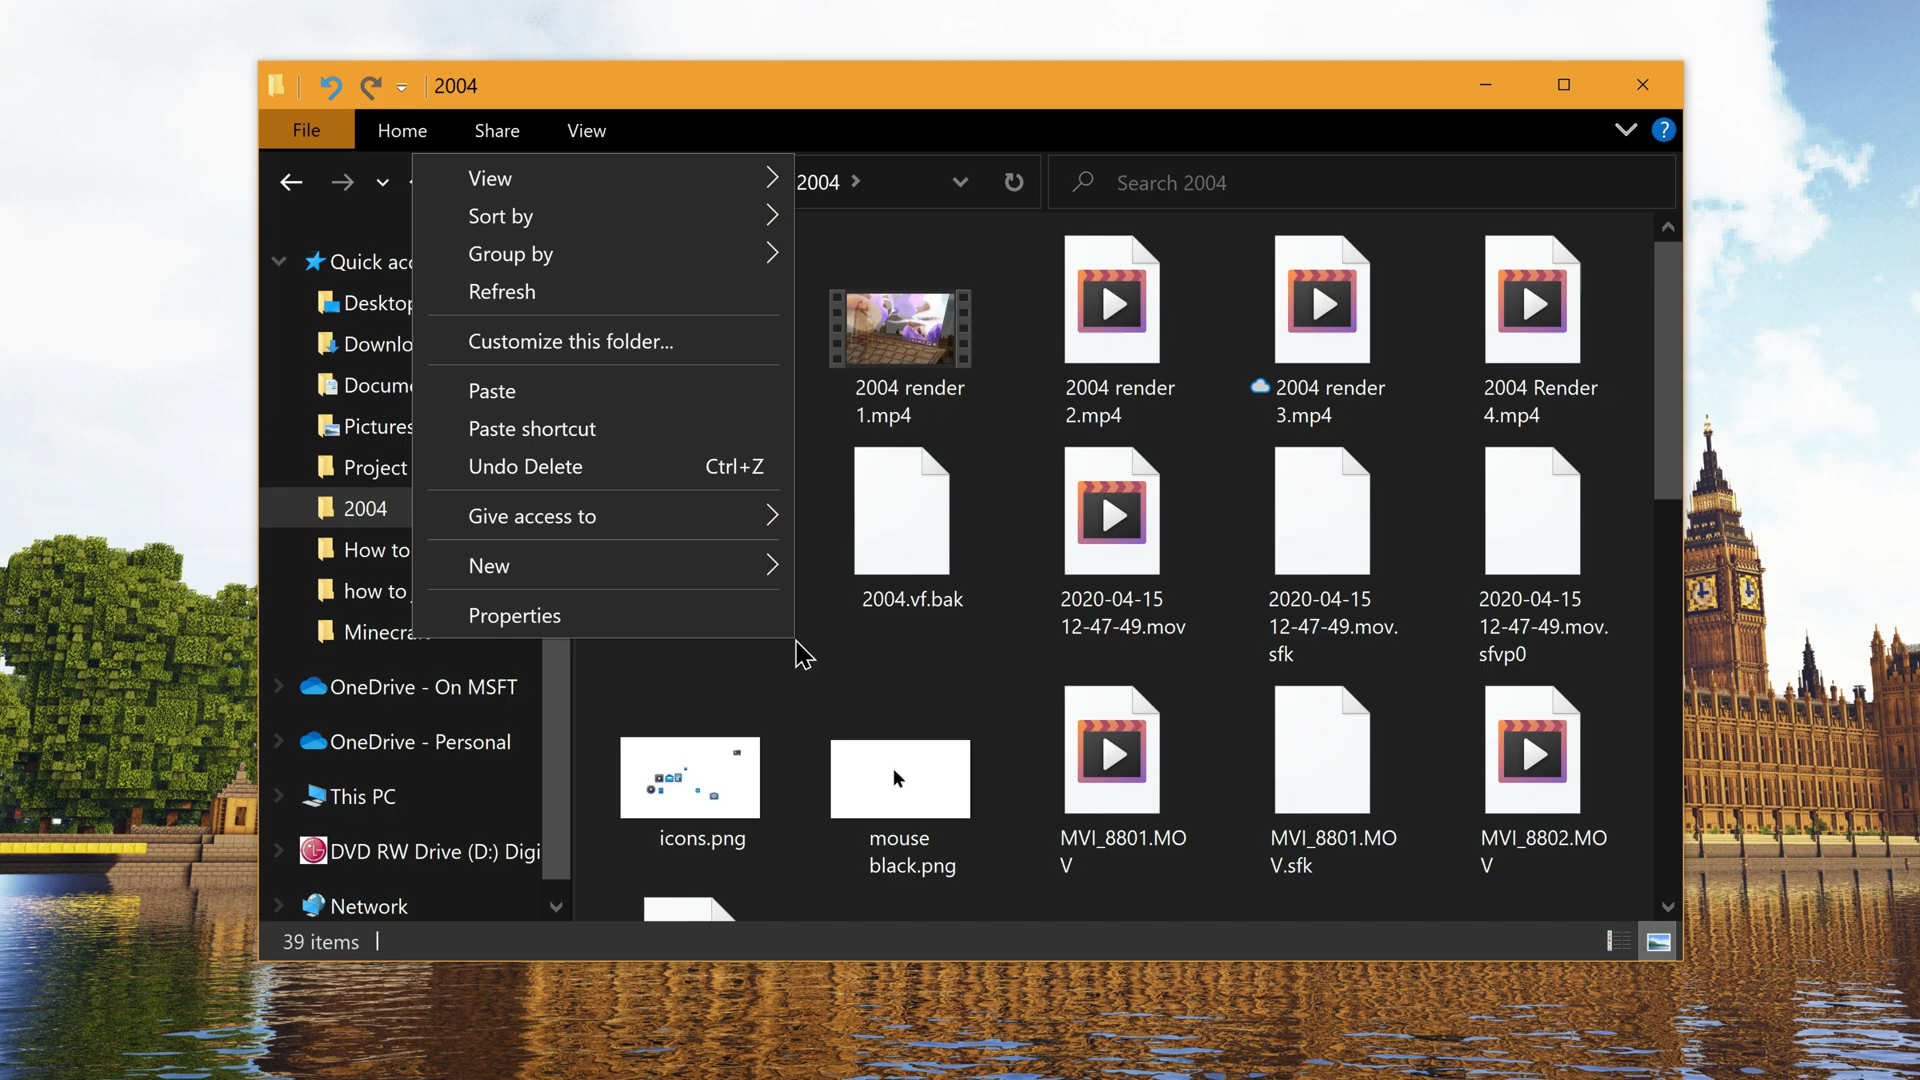 2004
File
Home
Share
View
?
2004
Search 2004
View
Sort by
Group by
Refresh
Customize this folder...
Paste
Paste shortcut
Undo Delete Ctrl+Z
Give access to
New
Properties
Quick acc
Desktop
Downlo
Docume
Pictures
Project
2004
How to
how to
Minecra
OneDrive - On MSFT
OneDrive - Personal
This PC
DVD RW Drive (D:) Digi
Network
2004 render
1.mp4
2004 render
2.mp4
2004 render
3.mp4
2004 Render
4.mp4
2004.vf.bak
2020-04-15
12-47-49.mov
2020-04-15
12-47-49.mov.
sfk
2020-04-15
12-47-49.mov.
sfvp0
icons.png
mouse
black.png
MVI_8801.MO
V
MVI_8801.MO
V.sfk
MVI_8802.MO
V
39 items